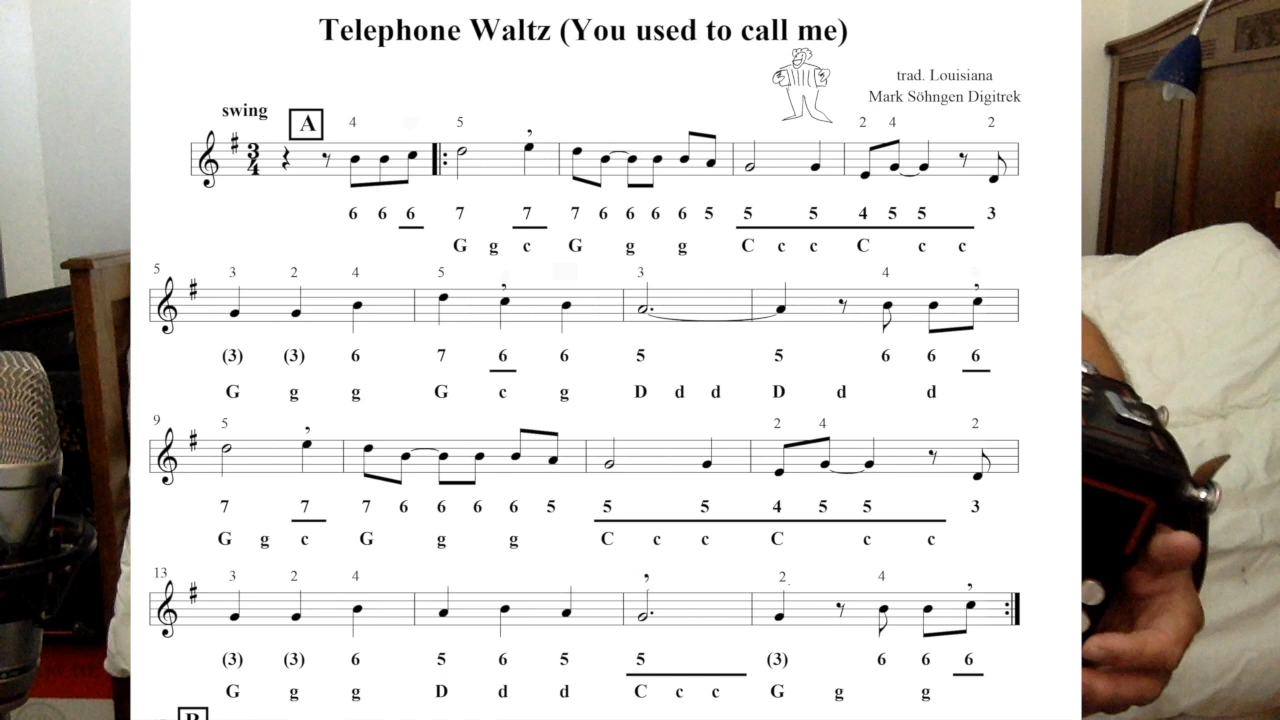 Telephone Waltz (You used to call me)
trad. Louisiana
Mark Söhngen Digitrek
swing
A
4 5 2 4 2
3
4
6 6 6 7 7 7 6 6 6 6 5 5 5 4 5 5 3
G g c G g g C c c C c c
5
3 2 4 5 3 4
(3) (3) 6 7 6 6 5 5 6 6 6
G g g G c g D d d D d d
9
5 2 4 2
7 7 7 6 6 6 6 5 5 5 4 5 5 3
G g c G g g C c c C c c
13
3 2 4 2 4
(3) (3) 6 5 6 5 5 (3) 6 6 6
G g g D d d C c c G g g
B